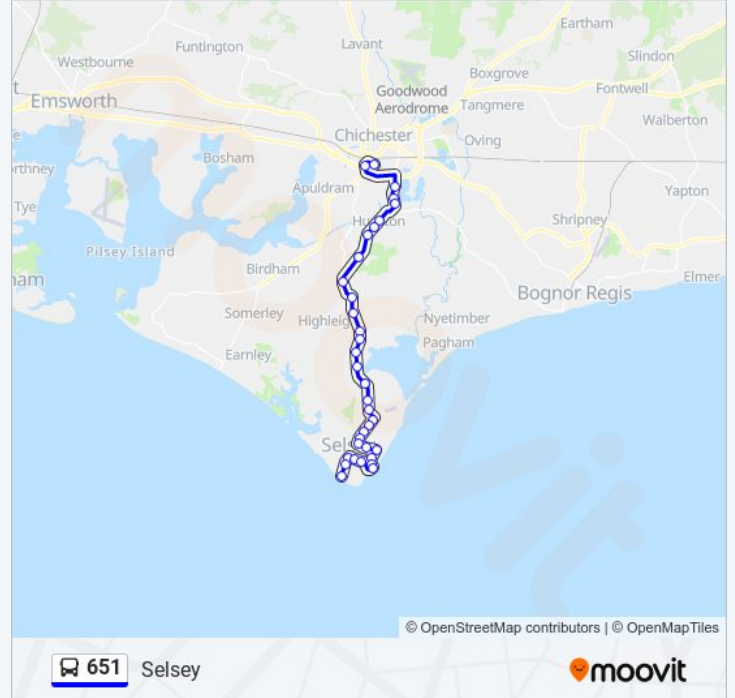 Eartham
Funtington
Lavant
Slindon
Westbourne
Boxgrove
Goodwood
Aerodrome
Fontwell
Emsworth
Tangmere
Walberton
Chichester
Oving
Bosham
Apuldram
Yapton
Tye
Shripney
Pilsey Island
Birdham
Elmer
Bognor Regis
Somerley
Nyetimber
Earnley
Pagham
© OpenStreetMap contributors | © OpenMapTiles
651 Selsey
moovit